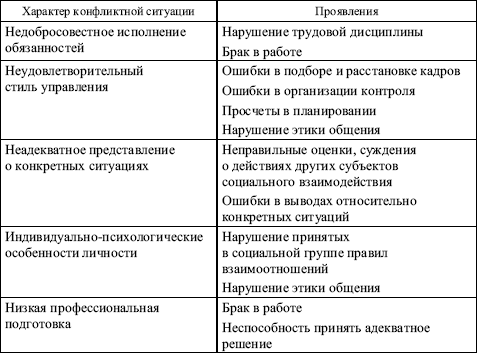 Характер конфликтной ситуации
Проявления
Недобросовестное исполнение
обязанностей
Нарушение трудовой дисциплины
Брак в работе
Неудовлетворительный
стиль управления
Ошибки в подборе и расстановке кадров
Ошибки в организации контроля
Просчеты в планировании
Нарушение этики общения
Неадекватное представление
о конкретных ситуациях
Неправильные оценки, суждения
о действиях других субъектов
социального взаимодействия
Ошибки в выводах относительно
конкретных ситуаций
Индивидуально-психологические
особенности личности
Нарушение принятых
в социальной группе правил
взаимоотношений
Нарушение этики общения
Низкая профессиональная
подготовка
Брак в работе
Неспособность принять адекватное
решение